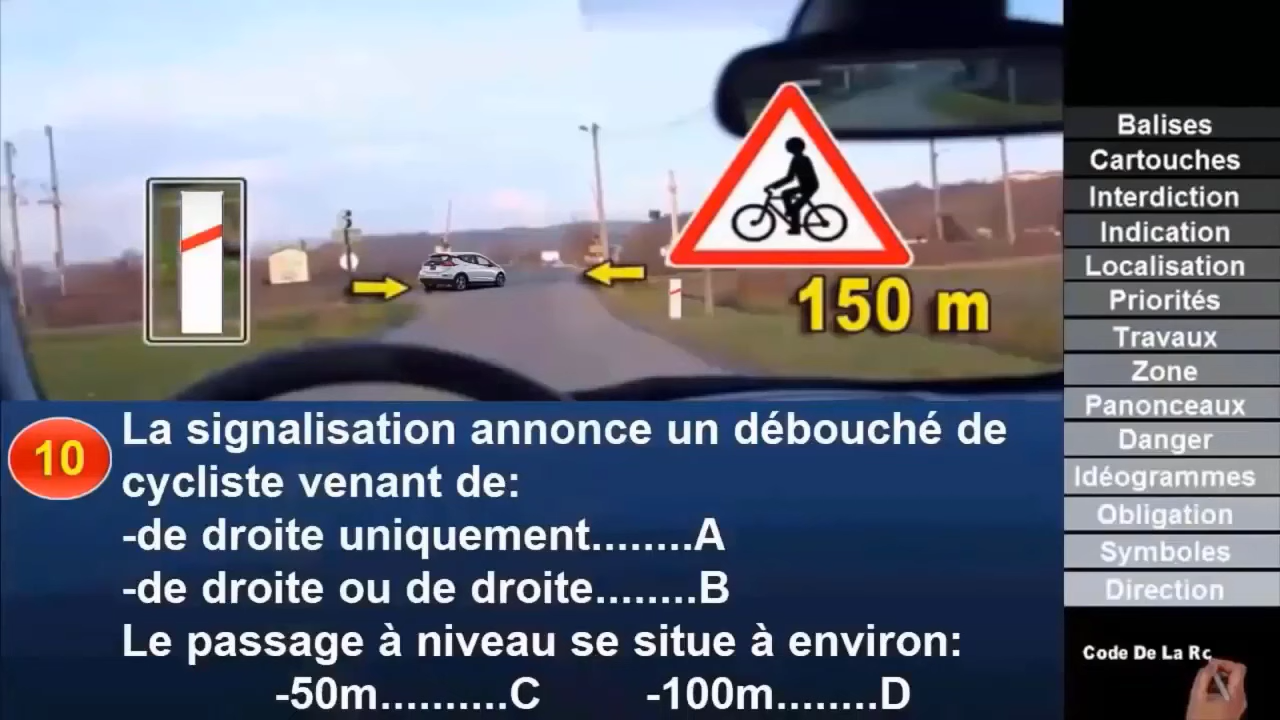 150 m
10
La signalisation annonce un débouché de
cycliste venant de:
-de droite uniquement........A
-de droite ou de droite........B
Le passage à niveau se situe à environ:
-50m..........C -100m........D
Balises
Cartouches
Interdiction
Indication
Localisation
Priorités
Travaux
Zone
Panonceaux
Danger
Idéogrammes
Obligation
Symboles
Direction
Code De La Rc